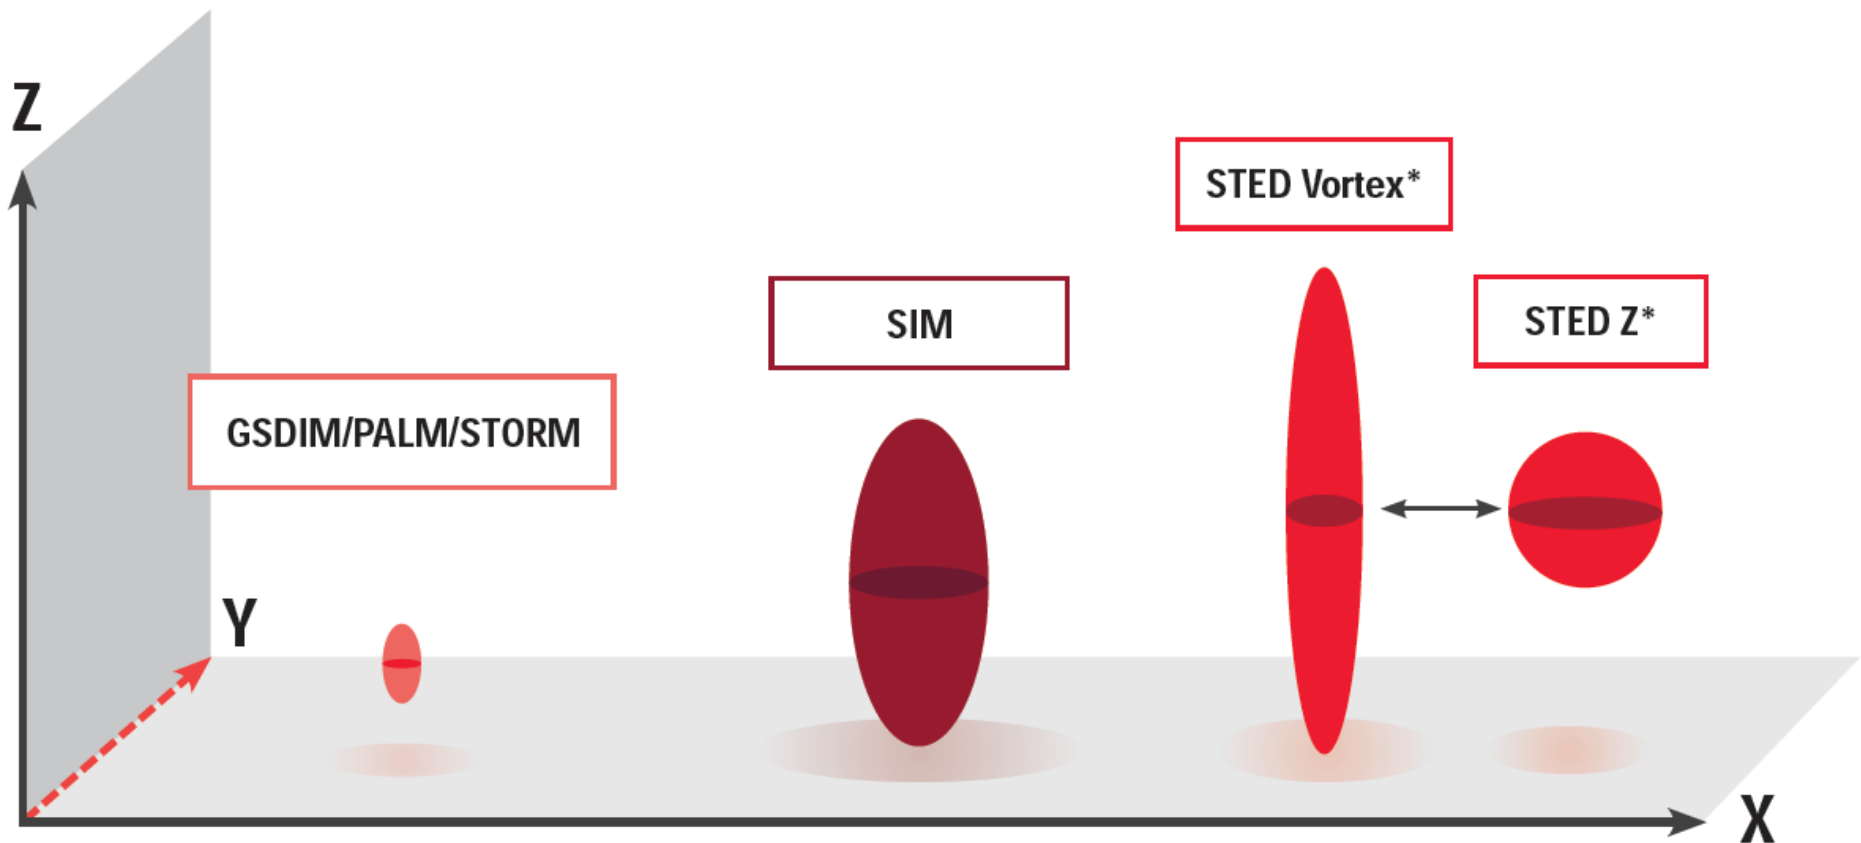 Z
STED Vortex*
STED Z*
SIM
GSDIM/PALM/STORM
Y
X